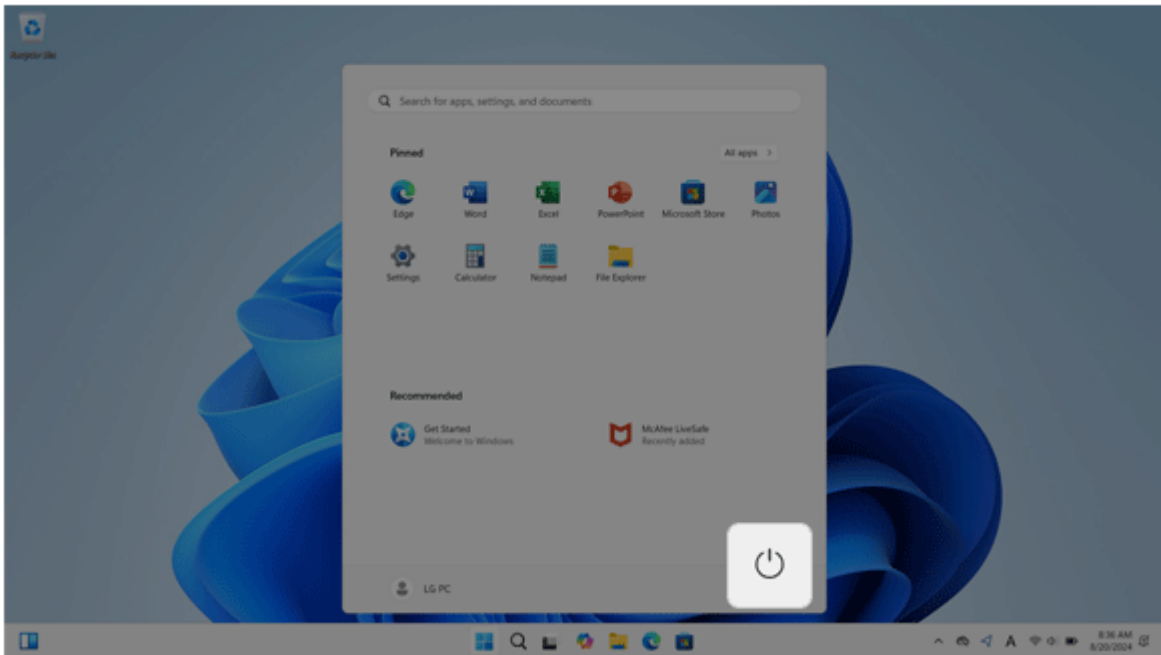 Recycle Bin
Search for apps, settings, and documents
Pinned
All apps >
Edge
Word
Excel
PowerPoint
Microsoft Store
Photos
Settings
Calculator
Notepad
File Explorer
Recommended
Get Started
Welcome to Windows
McAfee LiveSafe
Recently added
LG PC
A
8:36 AM
8/20/2024